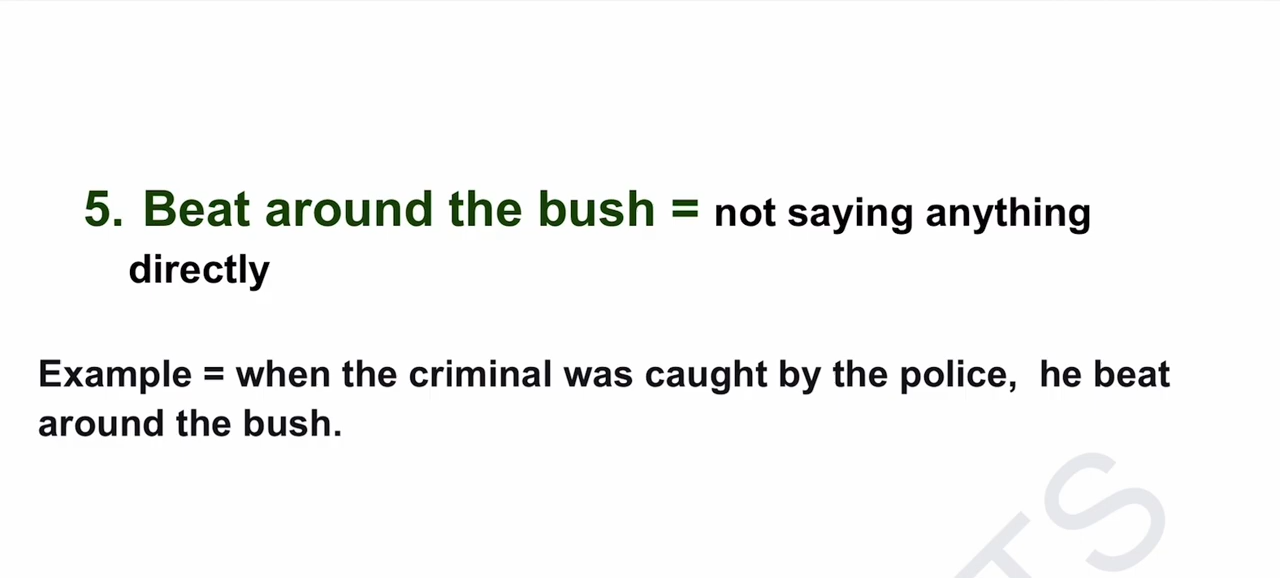 5. Beat around the bush = not saying anything
directly
Example = when the criminal was caught by the police,  he beat
around the bush.
TS